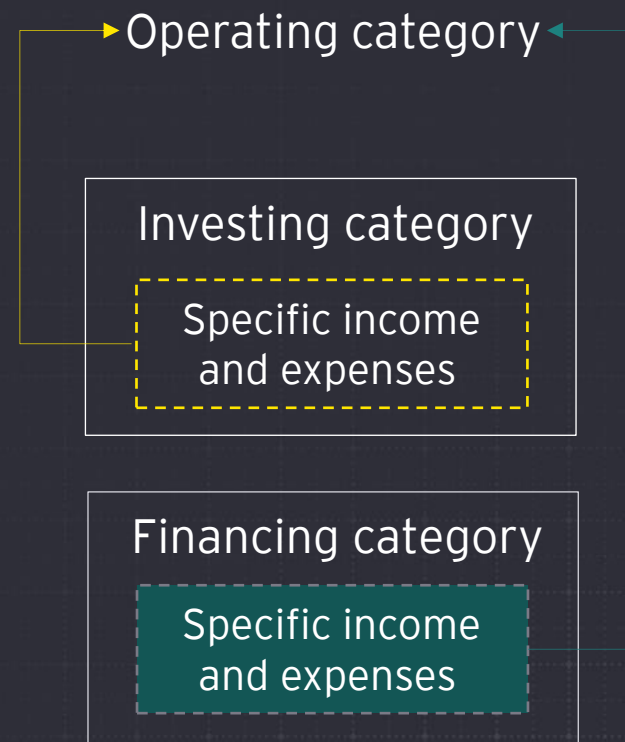 Operating category
Investing category
Specific income
and expenses
Financing category
Specific income
and expenses